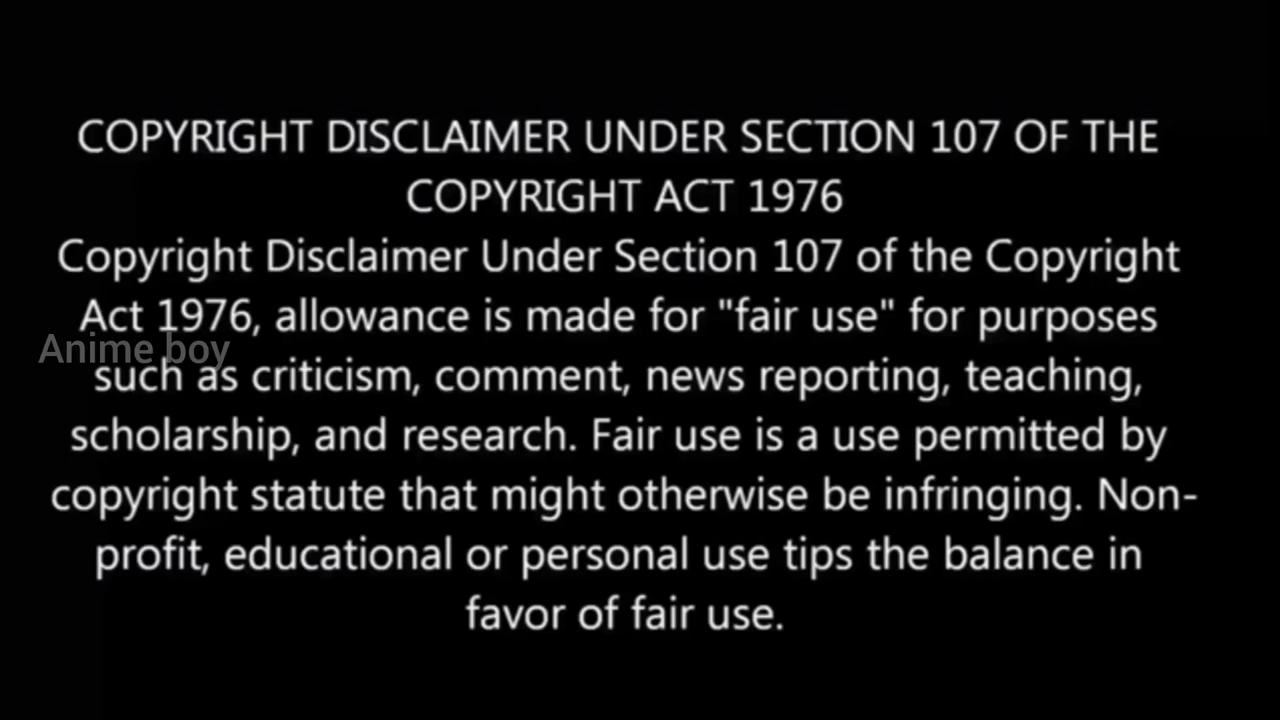 COPYRIGHT DISCLAIMER UNDER SECTION 107 OF THE
COPYRIGHT ACT 1976
Copyright Disclaimer Under Section 107 of the Copyright
Act 1976, allowance is made for "fair use" for purposes
Anime boy
such as criticism, comment, news reporting, teaching,
scholarship, and research. Fair use is a use permitted by
copyright statute that might otherwise be infringing. Non-
profit, educational or personal use tips the balance in
favor of fair use.